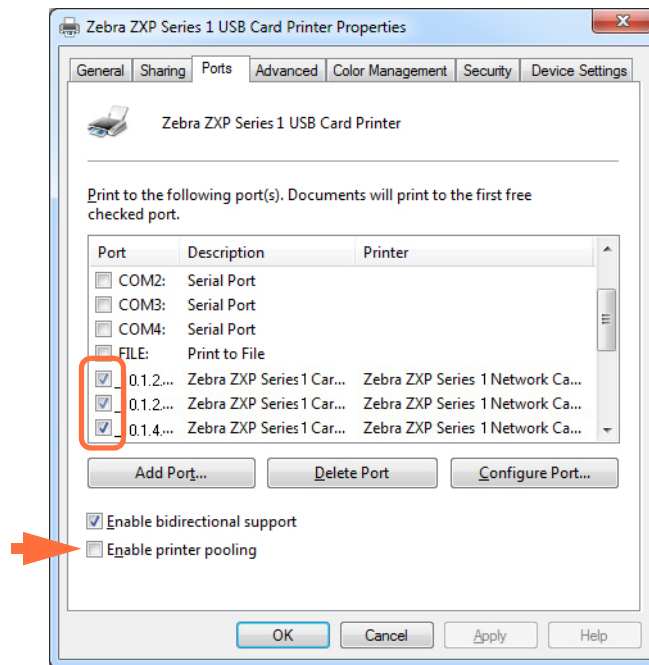 Zebra ZXP Series 1 USB Card Printer Properties
General Sharing Ports Advanced Color Management Security Device Settings
Zebra ZXP Series 1 USB Card Printer
Print to the following port(s). Documents will print to the first free
checked port.
Port Description Printer
COM2: Serial Port
COM3: Serial Port
COM4: Serial Port
FILE: Print to File
_ 0.1.2... Zebra ZXP Series 1 Car... Zebra ZXP Series 1 Network Ca...
_ 0.1.2... Zebra ZXP Series 1 Car... Zebra ZXP Series 1 Network Ca...
_ 0.1.4... Zebra ZXP Series 1 Car... Zebra ZXP Series 1 Network Ca...
Add Port... Delete Port Configure Port...
Enable bidirectional support
Enable printer pooling
OK Cancel Apply Help